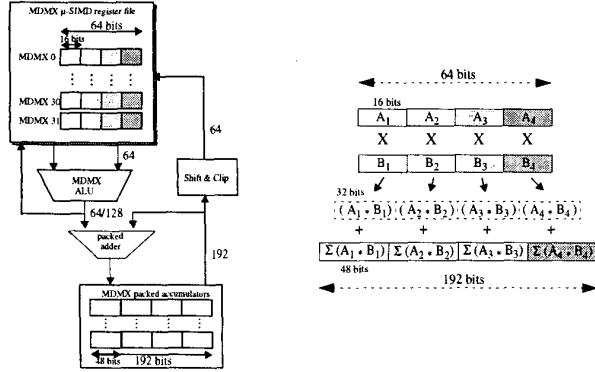 MDMX μ-SIMD register file
64 bits
16 bits
MDMX 0
MDMX 30
MDMX 31
64
64
MDMX
ALU
Shift & Clip
64/128
packed
adder
192
MDMX packed accumulators
48 bits
192 bits
64 bits
16 bits
A1 A2 A3 A4
X X X X
B1 B2 B3 B4
32 bits
(A1 * B1) (A2 * B2) (A3 * B3) (A4 * B4)
+ + + +
Σ(A1 * B1) Σ(A2 * B2) Σ(A3 * B3) Σ(A4 * B4)
48 bits
192 bits